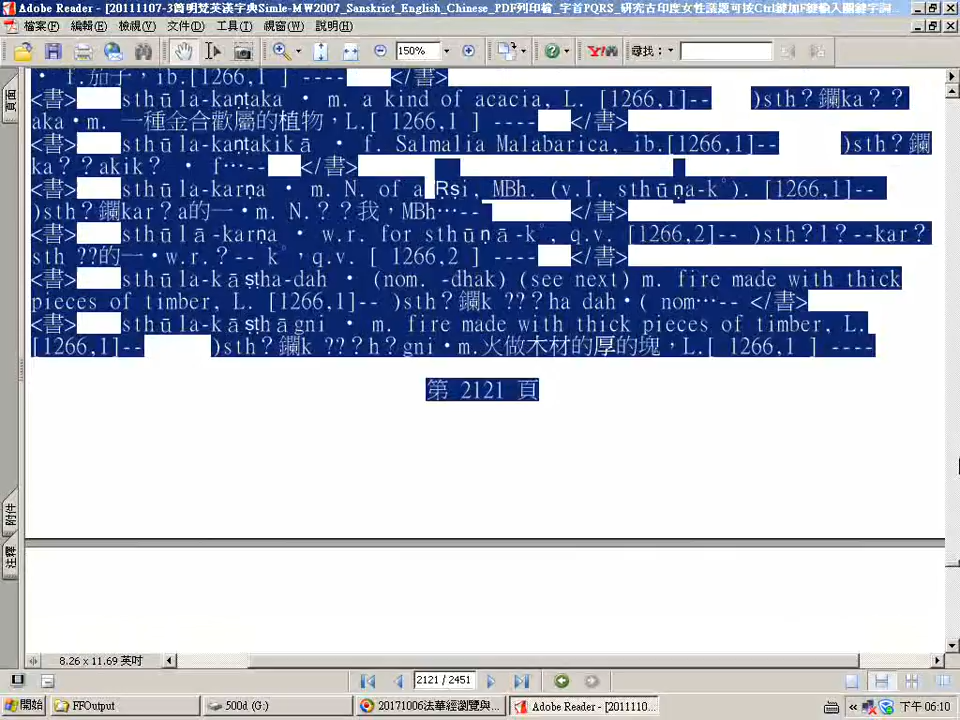 Adobe Reader - [20111107-3簡明梵英漢字典Simle-MW2007_Sanskrict_English_Chinese_PDF列印檔_字首PQRS_研究古印度女性議題可按Ctrl鍵加F鍵輸入關鍵字詞...
檔案(F) 編輯(E) 檢視(V) 文件(D) 工具(T) 視窗(W) 說明(H)
150% 尋找：
頁面
‧ f.茄子，ib.[1266,1 ] ---- </書>
<書> sthūla-kaṇṭaka ‧ m. a kind of acacia, L. [1266,1]-- )sth？鑭ka？？
aka‧m. 一種金合歡屬的植物，L.[ 1266,1 ] ---- </書>
<書> sthūla-kaṇṭakikā ‧ f. Salmalia Malabarica, ib.[1266,1]-- )sth？鑭
ka？？akik？ ‧ f…-- </書>
<書> sthūla-karṇa ‧ m. N. of a Ṛṣi, MBh. (v.l. sthūṇa-k°). [1266,1]--
)sth？鑭kar？a的一‧m. N.？？我，MBh…-- </書>
<書> sthūlā-karṇa ‧ w.r. for sthūṇā-k°, q.v. [1266,2]-- )sth？l？--kar？
sth ??的一‧w.r.？-- k°，q.v. [1266,2 ] ---- </書>
<書> sthūla-kāṣṭha-dah ‧ (nom. -dhak) (see next) m. fire made with thick
pieces of timber, L. [1266,1]-- )sth？鑭k ???ha dah‧( nom…-- </書>
<書> sthūla-kāṣṭhāgni ‧ m. fire made with thick pieces of timber, L.
[1266,1]-- )sth？鑭k ???h？gni‧m.火做木材的厚的塊，L.[ 1266,1 ] ----
第 2121 頁
附件
注釋
8.26 x 11.69 英吋
2121 / 2451
開始 FFOutput 500d (G:) 20171006法華經瀏覽與... Adobe Reader - [2011110... 下午 06:10